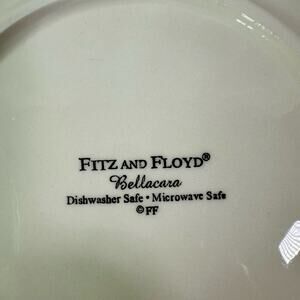 FITZ AND FLOYD®
Bellacara
Dishwasher Safe • Microwave Safe
©FF